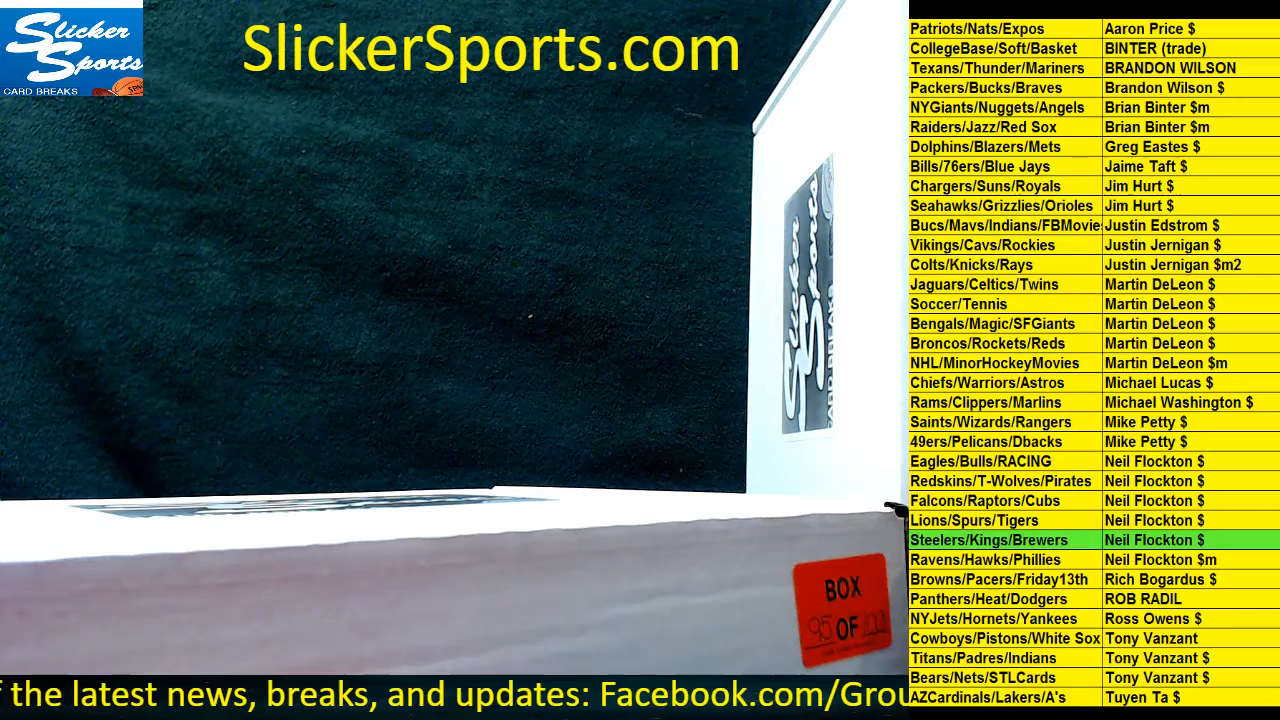 Slicker
Sports
CARD BREAKS
SlickerSports.com
Slicker
Sports
CARD BREAKS
BOX
95 OF 100
f the latest news, breaks, and updates: Facebook.com/Grou
Patriots/Nats/Expos Aaron Price $
CollegeBase/Soft/Basket BINTER (trade)
Texans/Thunder/Mariners BRANDON WILSON
Packers/Bucks/Braves Brandon Wilson $
NYGiants/Nuggets/Angels Brian Binter $m
Raiders/Jazz/Red Sox Brian Binter $m
Dolphins/Blazers/Mets Greg Eastes $
Bills/76ers/Blue Jays Jaime Taft $
Chargers/Suns/Royals Jim Hurt $
Seahawks/Grizzlies/Orioles Jim Hurt $
Bucs/Mavs/Indians/FBMovie Justin Edstrom $
Vikings/Cavs/Rockies Justin Jernigan $
Colts/Knicks/Rays Justin Jernigan $m2
Jaguars/Celtics/Twins Martin DeLeon $
Soccer/Tennis Martin DeLeon $
Bengals/Magic/SFGiants Martin DeLeon $
Broncos/Rockets/Reds Martin DeLeon $
NHL/MinorHockeyMovies Martin DeLeon $m
Chiefs/Warriors/Astros Michael Lucas $
Rams/Clippers/Marlins Michael Washington $
Saints/Wizards/Rangers Mike Petty $
49ers/Pelicans/Dbacks Mike Petty $
Eagles/Bulls/RACING Neil Flockton $
Redskins/T-Wolves/Pirates Neil Flockton $
Falcons/Raptors/Cubs Neil Flockton $
Lions/Spurs/Tigers Neil Flockton $
Steelers/Kings/Brewers Neil Flockton $
Ravens/Hawks/Phillies Neil Flockton $m
Browns/Pacers/Friday13th Rich Bogardus $
Panthers/Heat/Dodgers ROB RADIL
NYJets/Hornets/Yankees Ross Owens $
Cowboys/Pistons/White Sox Tony Vanzant
Titans/Padres/Indians Tony Vanzant $
Bears/Nets/STLCards Tony Vanzant $
AZCardinals/Lakers/A's Tuyen Ta $